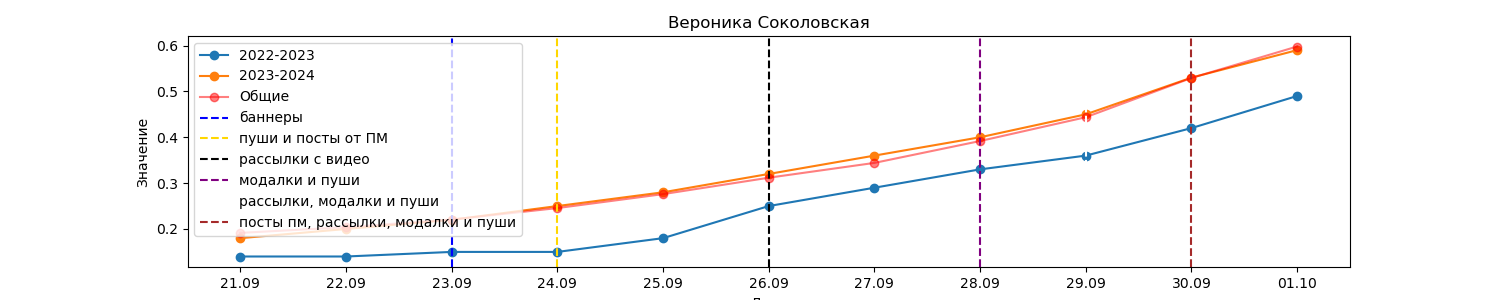 Вероника Соколовская
Значение
0.6
0.5
0.4
0.3
0.2
2022-2023
2023-2024
Общие
баннеры
пуши и посты от ПМ
рассылки с видео
модалки и пуши
рассылки, модалки и пуши
посты пм, рассылки, модалки и пуши
21.09 22.09 23.09 24.09 25.09 26.09 27.09 28.09 29.09 30.09 01.10